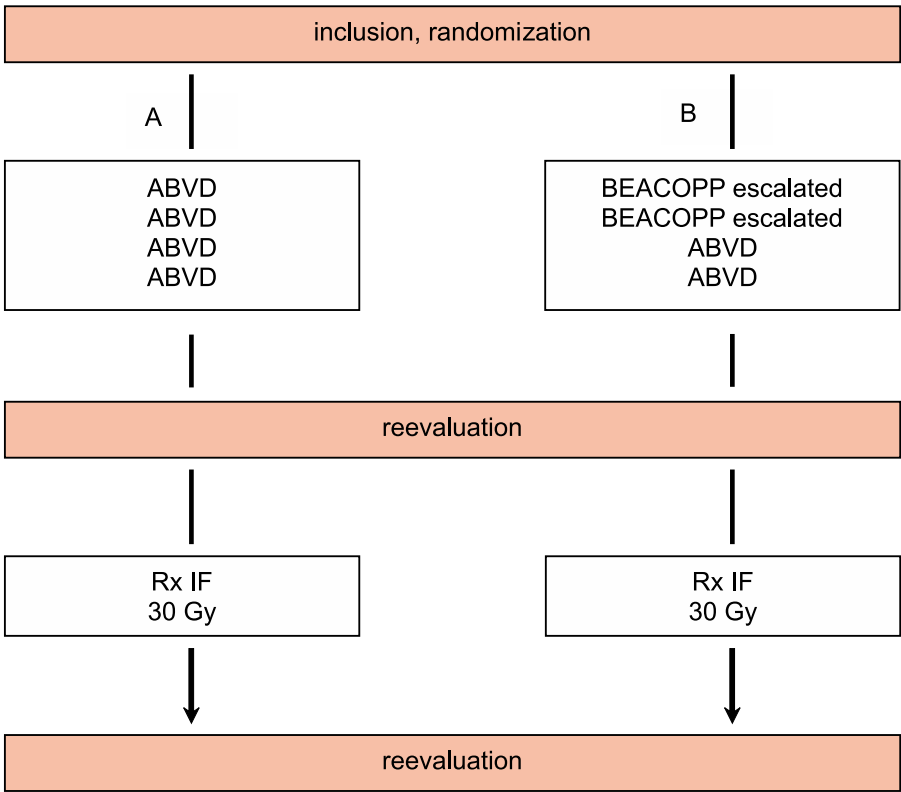 inclusion, randomization
A
B
ABVD
ABVD
ABVD
ABVD
BEACOPP escalated
BEACOPP escalated
ABVD
ABVD
reevaluation
Rx IF
30 Gy
Rx IF
30 Gy
reevaluation